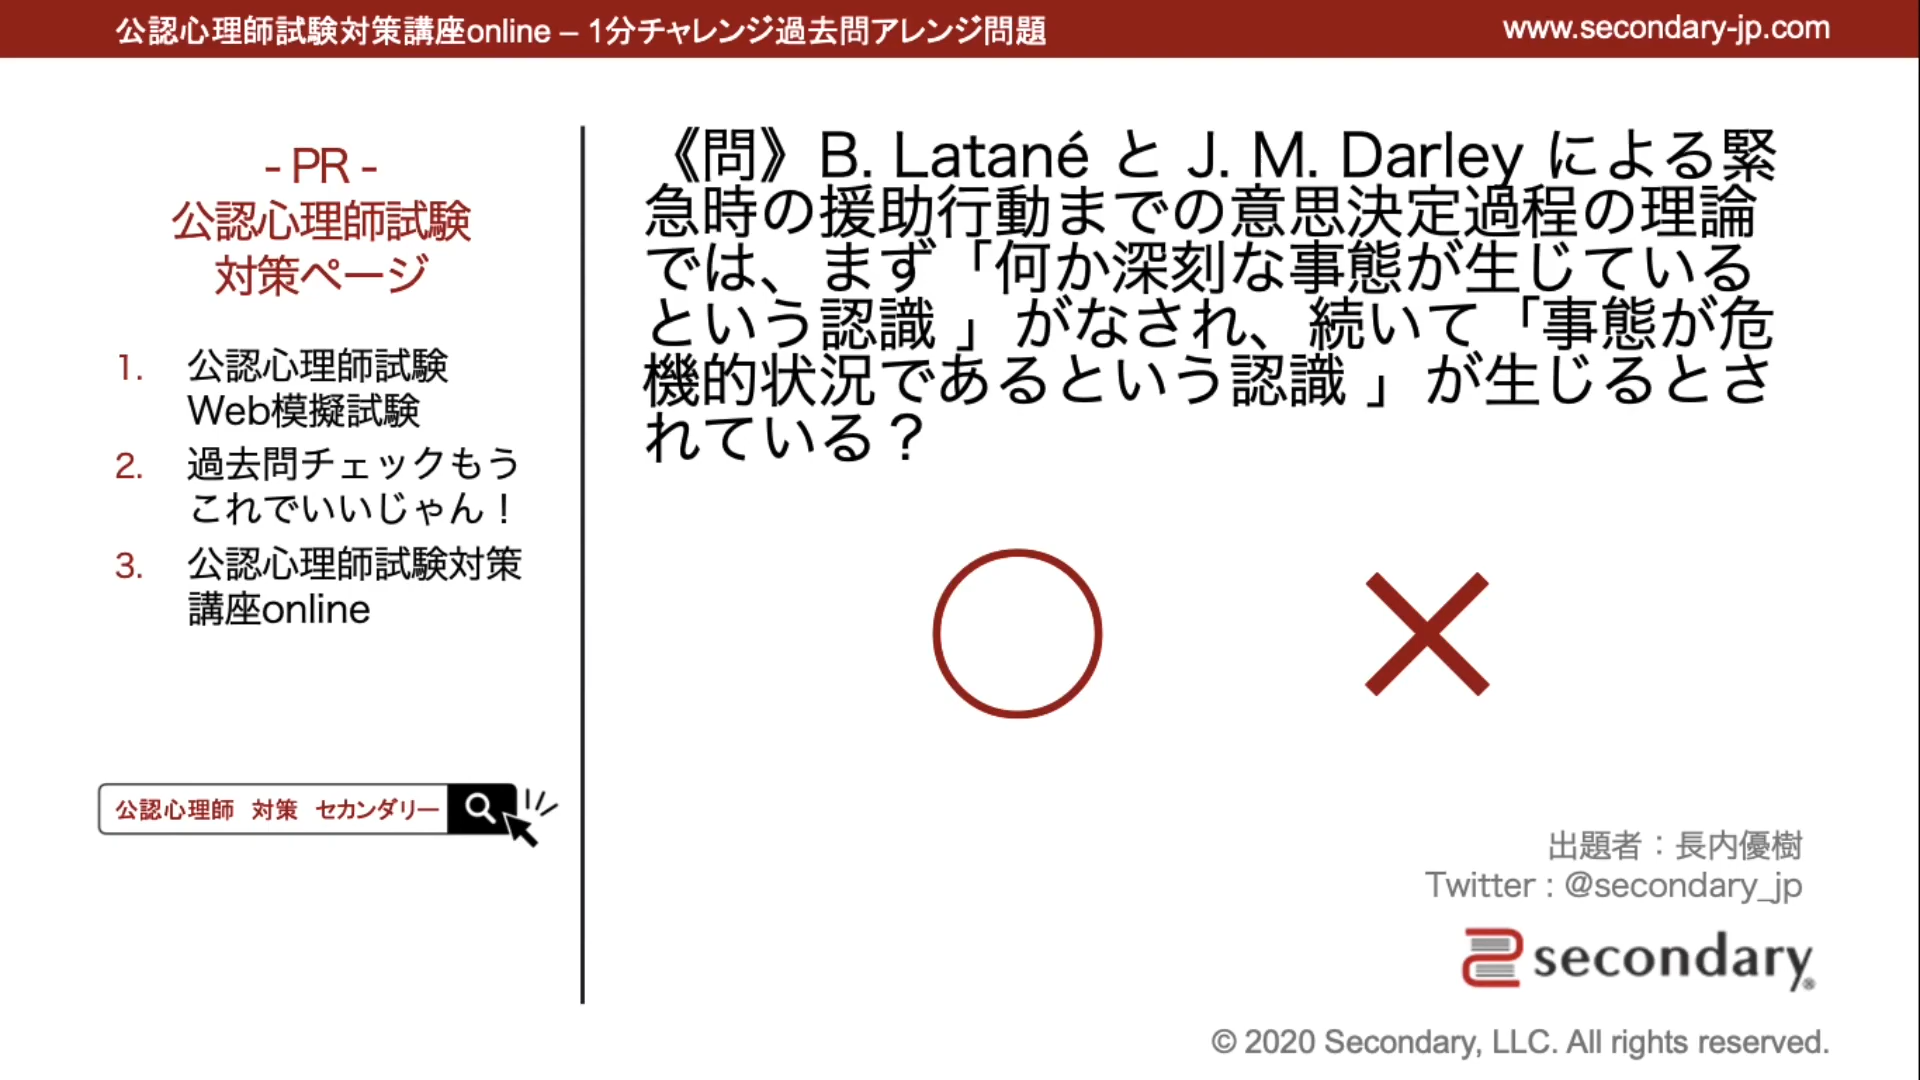 公認心理師試験対策講座online – 1分チャレンジ過去問アレンジ問題
www.secondary-jp.com
- PR -
公認心理師試験
対策ページ
1. 公認心理師試験
Web模擬試験
2. 過去問チェックもう
これでいいじゃん！
3. 公認心理師試験対策
講座online
公認心理師 対策 セカンダリー
《問》B. Latané と J. M. Darley による緊
急時の援助行動までの意思決定過程の理論
では、まず「何か深刻な事態が生じている
という認識 」がなされ、続いて「事態が危
機的状況であるという認識 」が生じるとさ
れている？
出題者：長内優樹
Twitter : @secondary_jp
secondary®
© 2020 Secondary, LLC. All rights reserved.